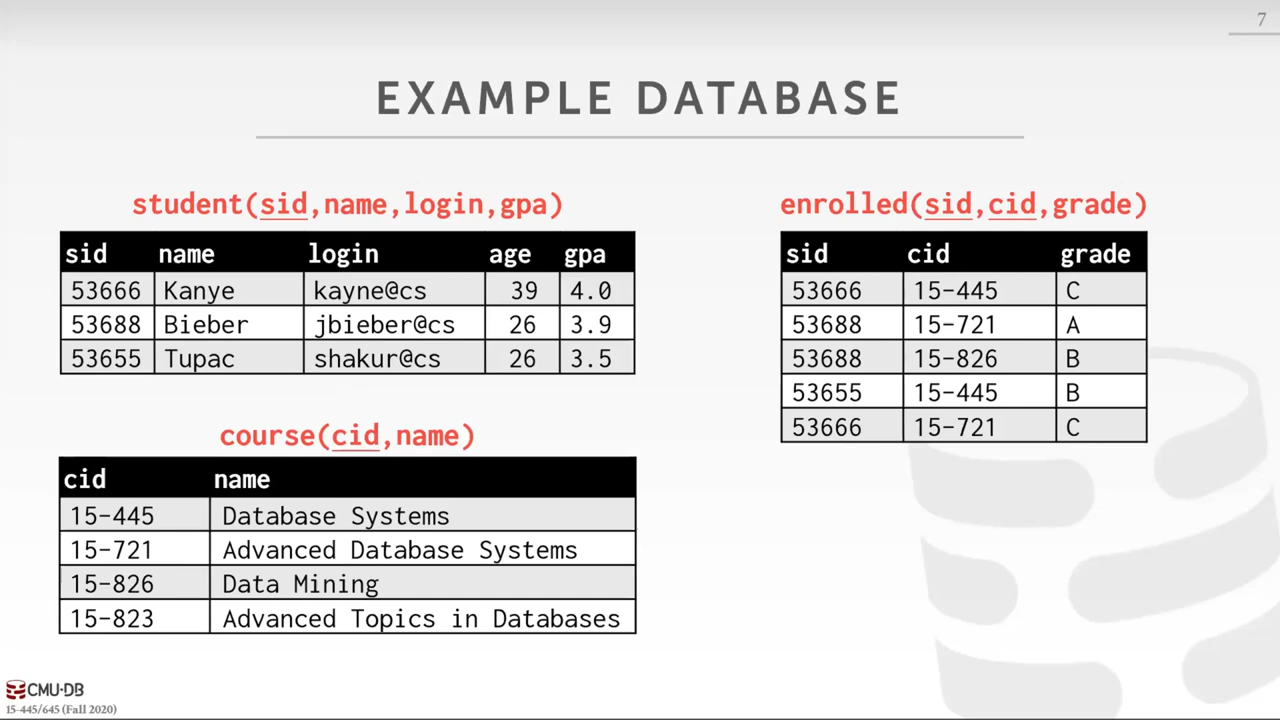 7
EXAMPLE DATABASE
student(sid,name,login,gpa)
sid name login age gpa
53666 Kanye kayne@cs 39 4.0
53688 Bieber jbieber@cs 26 3.9
53655 Tupac shakur@cs 26 3.5
course(cid,name)
cid name
15-445 Database Systems
15-721 Advanced Database Systems
15-826 Data Mining
15-823 Advanced Topics in Databases
enrolled(sid,cid,grade)
sid cid grade
53666 15-445 C
53688 15-721 A
53688 15-826 B
53655 15-445 B
53666 15-721 C
CMU·DB
15-445/645 (Fall 2020)